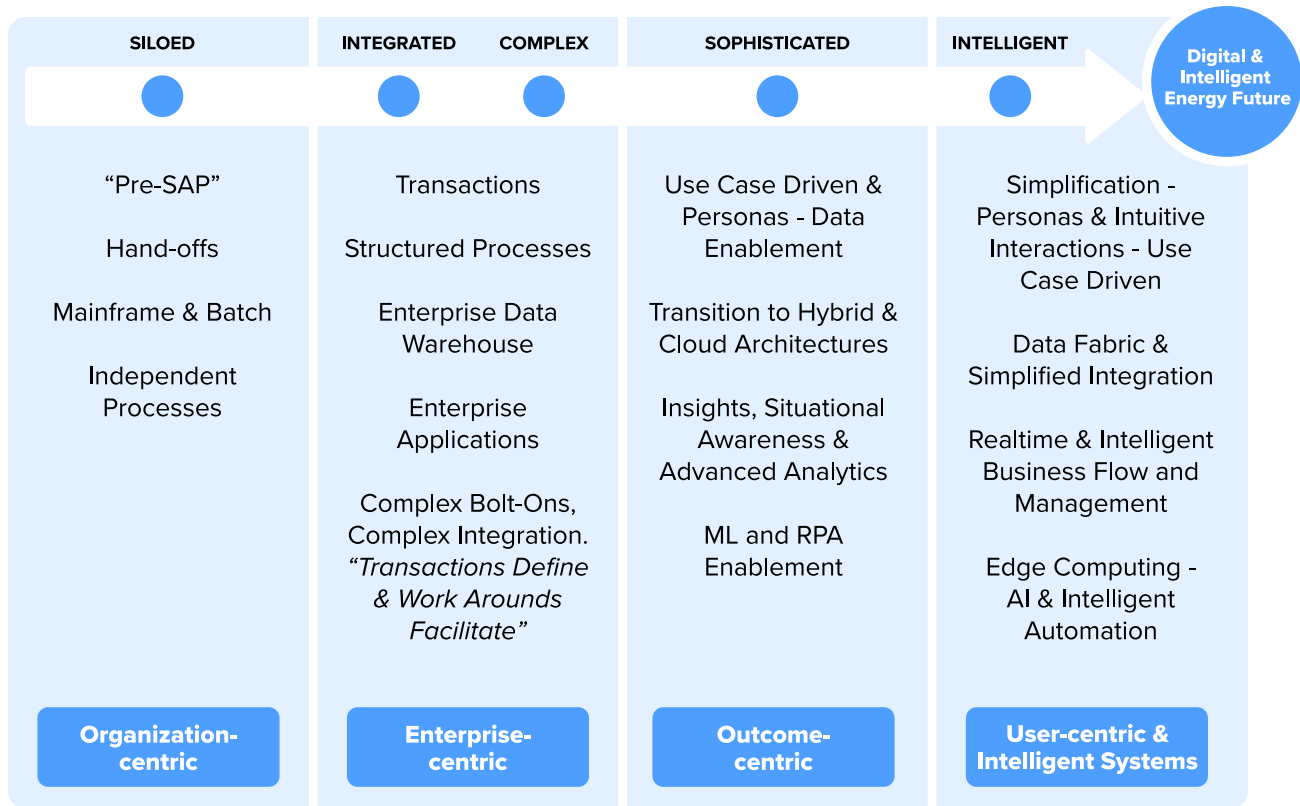 SILOED
INTEGRATED
COMPLEX
SOPHISTICATED
INTELLIGENT
Digital &
Intelligent
Energy Future
“Pre-SAP”
Hand-offs
Mainframe & Batch
Independent
Processes
Organization-
centric
Transactions
Structured Processes
Enterprise Data
Warehouse
Enterprise
Applications
Complex Bolt-Ons,
Complex Integration.
“Transactions Define
& Work Arounds
Facilitate”
Enterprise-
centric
Use Case Driven &
Personas - Data
Enablement
Transition to Hybrid &
Cloud Architectures
Insights, Situational
Awareness &
Advanced Analytics
ML and RPA
Enablement
Outcome-
centric
Simplification -
Personas & Intuitive
Interactions - Use
Case Driven
Data Fabric &
Simplified Integration
Realtime & Intelligent
Business Flow and
Management
Edge Computing -
AI & Intelligent
Automation
User-centric &
Intelligent Systems